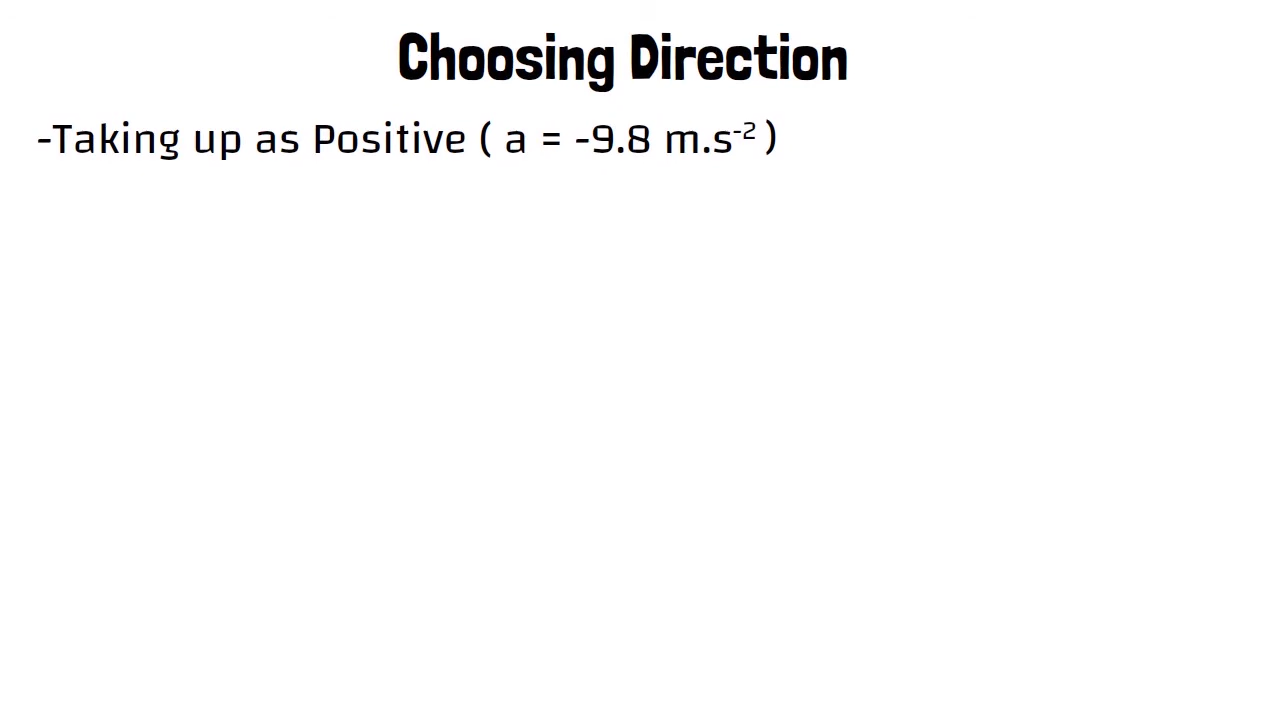 Choosing Direction
-Taking up as Positive ( a = -9.8 m.s⁻² )